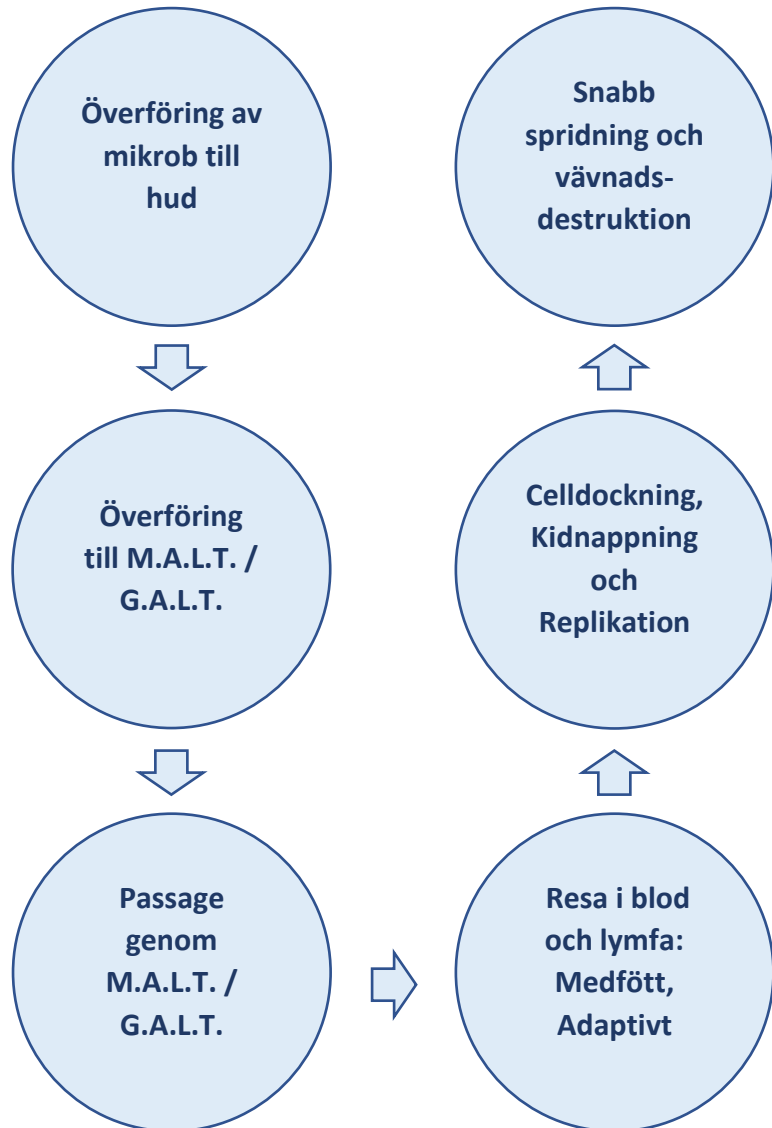 Överföring av
mikrob till
hud
Överföring
till M.A.L.T. /
G.A.L.T.
Passage
genom
M.A.L.T. /
G.A.L.T.
Resa i blod
och lymfa:
Medfött,
Adaptivt
Celldockning,
Kidnappning
och
Replikation
Snabb
spridning och
vävnads-
destruktion